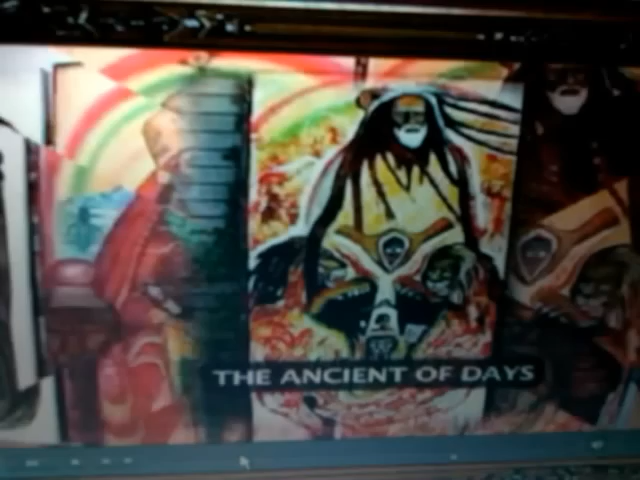 THE ANCIENT OF DAYS